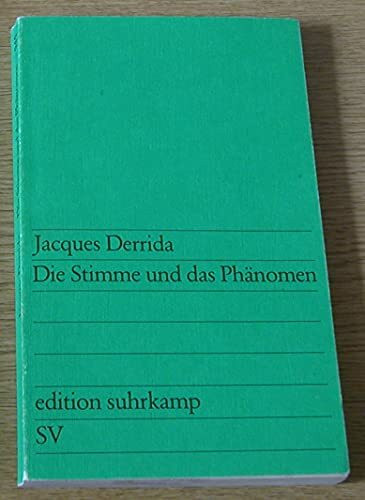 Jacques Derrida
Die Stimme und das Phänomen
edition suhrkamp
SV